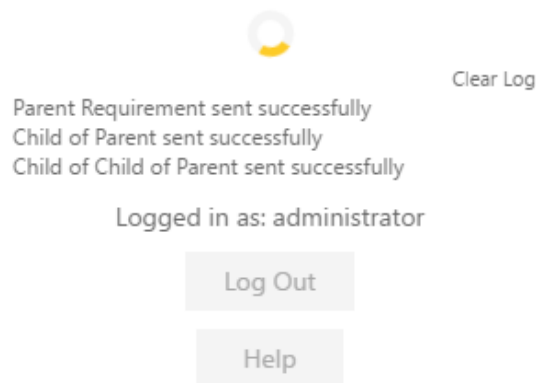 Clear Log
Parent Requirement sent successfully
Child of Parent sent successfully
Child of Child of Parent sent successfully
Logged in as: administrator
Log Out
Help